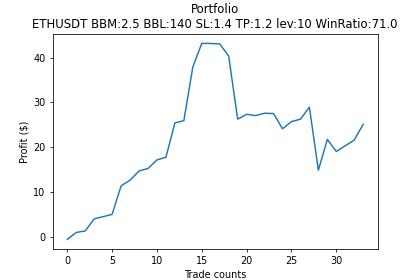 Portfolio
ETHUSDT BBM:2.5 BBL:140 SL:1.4 TP:1.2 lev:10 WinRatio:71.0
Profit ($)
40
30
20
10
0
0 5 10 15 20 25 30
Trade counts